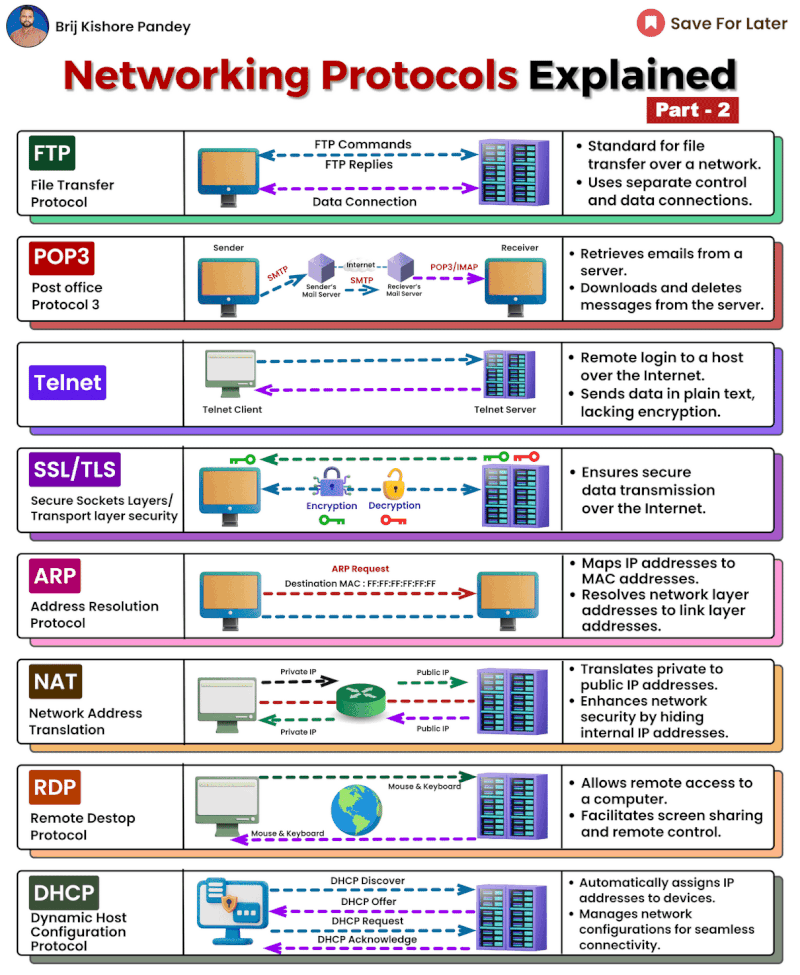 Brij Kishore Pandey
Save For Later
Networking Protocols Explained
Part - 2
FTP
File Transfer
Protocol
FTP Commands
FTP Replies
Data Connection
• Standard for file
transfer over a network.
• Uses separate control
and data connections.
POP3
Post office
Protocol 3
Sender
SMTP
Internet
Sender's
Mail Server
SMTP
Reciever's
Mail Server
POP3/IMAP
Receiver
• Retrieves emails from a
server.
• Downloads and deletes
messages from the server.
Telnet
Telnet Client
Telnet Server
• Remote login to a host
over the Internet.
• Sends data in plain text,
lacking encryption.
SSL/TLS
Secure Sockets Layers/
Transport layer security
Encryption
Decryption
• Ensures secure
data transmission
over the Internet.
ARP
Address Resolution
Protocol
ARP Request
Destination MAC : FF:FF:FF:FF:FF:FF
• Maps IP addresses to
MAC addresses.
• Resolves network layer
addresses to link layer
addresses.
NAT
Network Address
Translation
Private IP
Public IP
Private IP
Public IP
• Translates private to
public IP addresses.
• Enhances network
security by hiding
internal IP addresses.
RDP
Remote Destop
Protocol
Mouse & Keyboard
Mouse & Keyboard
• Allows remote access to
a computer.
• Facilitates screen sharing
and remote control.
DHCP
Dynamic Host
Configuration
Protocol
DHCP Discover
DHCP Offer
DHCP Request
DHCP Acknowledge
• Automatically assigns IP
addresses to devices.
• Manages network
configurations for seamless
connectivity.